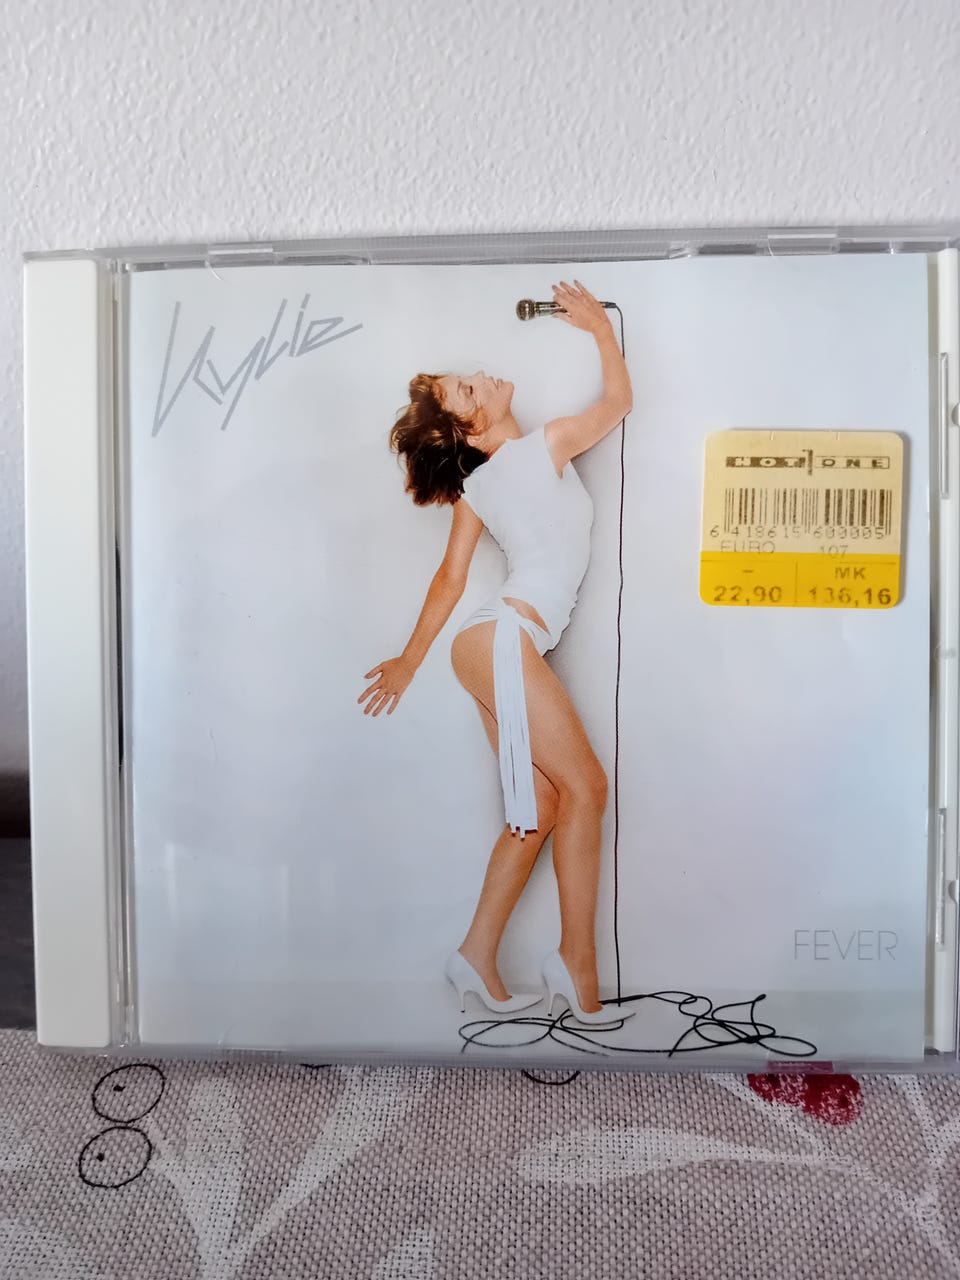 Kylie
HOT ONE
6 418615 600005
EURO 107
- MK
22,90 136,16
FEVER